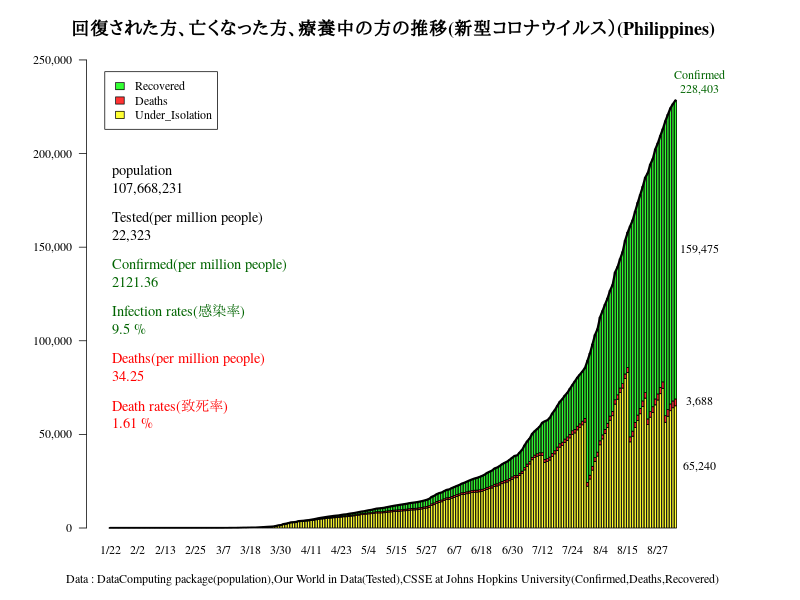 回復された方、亡くなった方、療養中の方の推移(新型コロナウイルス）(Philippines)
250,000
200,000
150,000
100,000
50,000
0
Recovered
Deaths
Under_Isolation
population
107,668,231
Tested(per million people)
22,323
Confirmed(per million people)
2121.36
Infection rates(感染率)
9.5 %
Deaths(per million people)
34.25
Death rates(致死率)
1.61 %
Confirmed
228,403
159,475
3,688
65,240
1/22 2/2 2/13 2/25 3/7 3/18 3/30 4/11 4/23 5/4 5/15 5/27 6/7 6/18 6/30 7/12 7/24 8/4 8/15 8/27
Data : DataComputing package(population),Our World in Data(Tested),CSSE at Johns Hopkins University(Confirmed,Deaths,Recovered)